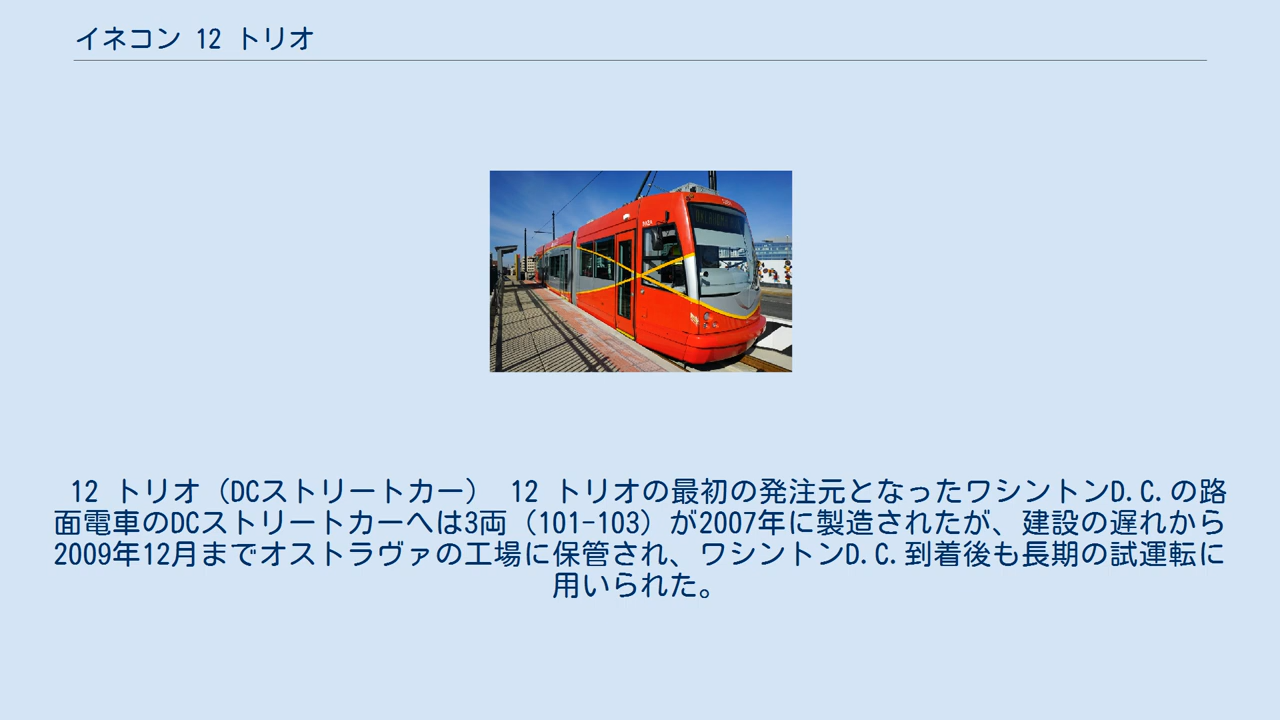 イネコン 12 トリオ
12 トリオ（DCストリートカー） 12 トリオの最初の発注元となったワシントンD.C.の路
面電車のDCストリートカーへは3両（101-103）が2007年に製造されたが、建設の遅れから
2009年12月までオストラヴァの工場に保管され、ワシントンD.C.到着後も長期の試運転に
用いられた。